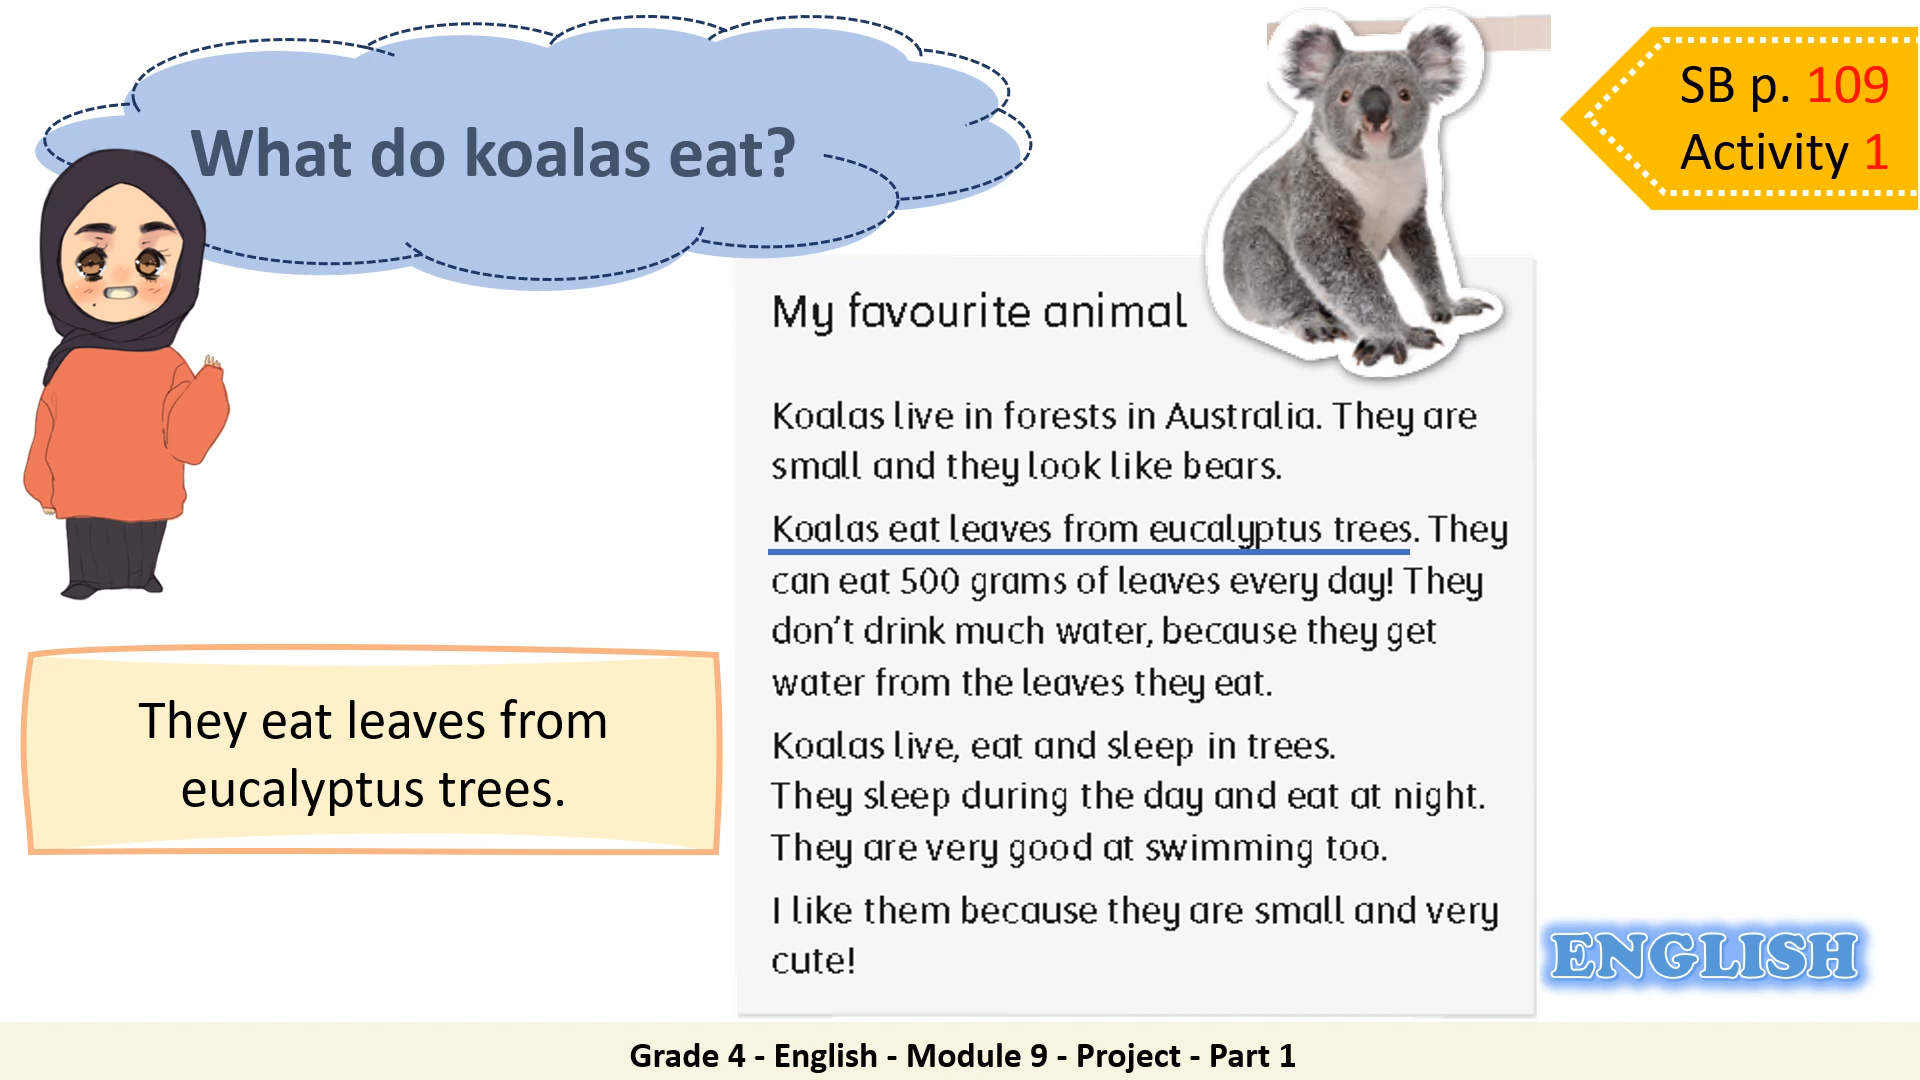 What do koalas eat?
SB p. 109
Activity 1
My favourite animal
Koalas live in forests in Australia. They are
small and they look like bears.
Koalas eat leaves from eucalyptus trees. They
can eat 500 grams of leaves every day! They
don't drink much water, because they get
water from the leaves they eat.
Koalas live, eat and sleep in trees.
They sleep during the day and eat at night.
They are very good at swimming too.
I like them because they are small and very
cute!
They eat leaves from
eucalyptus trees.
ENGLISH
Grade 4 - English - Module 9 - Project - Part 1